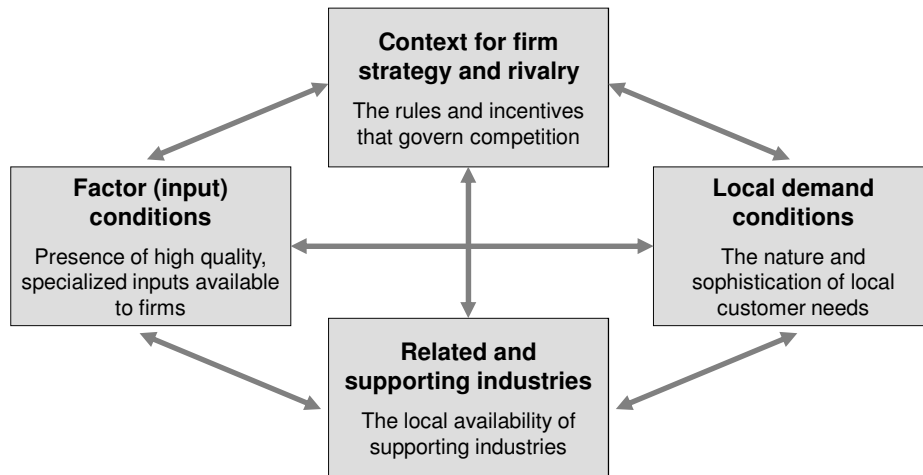 Context for firm
strategy and rivalry
The rules and incentives
that govern competition
Factor (input)
conditions
Presence of high quality,
specialized inputs available
to firms
Local demand
conditions
The nature and
sophistication of local
customer needs
Related and
supporting industries
The local availability of
supporting industries